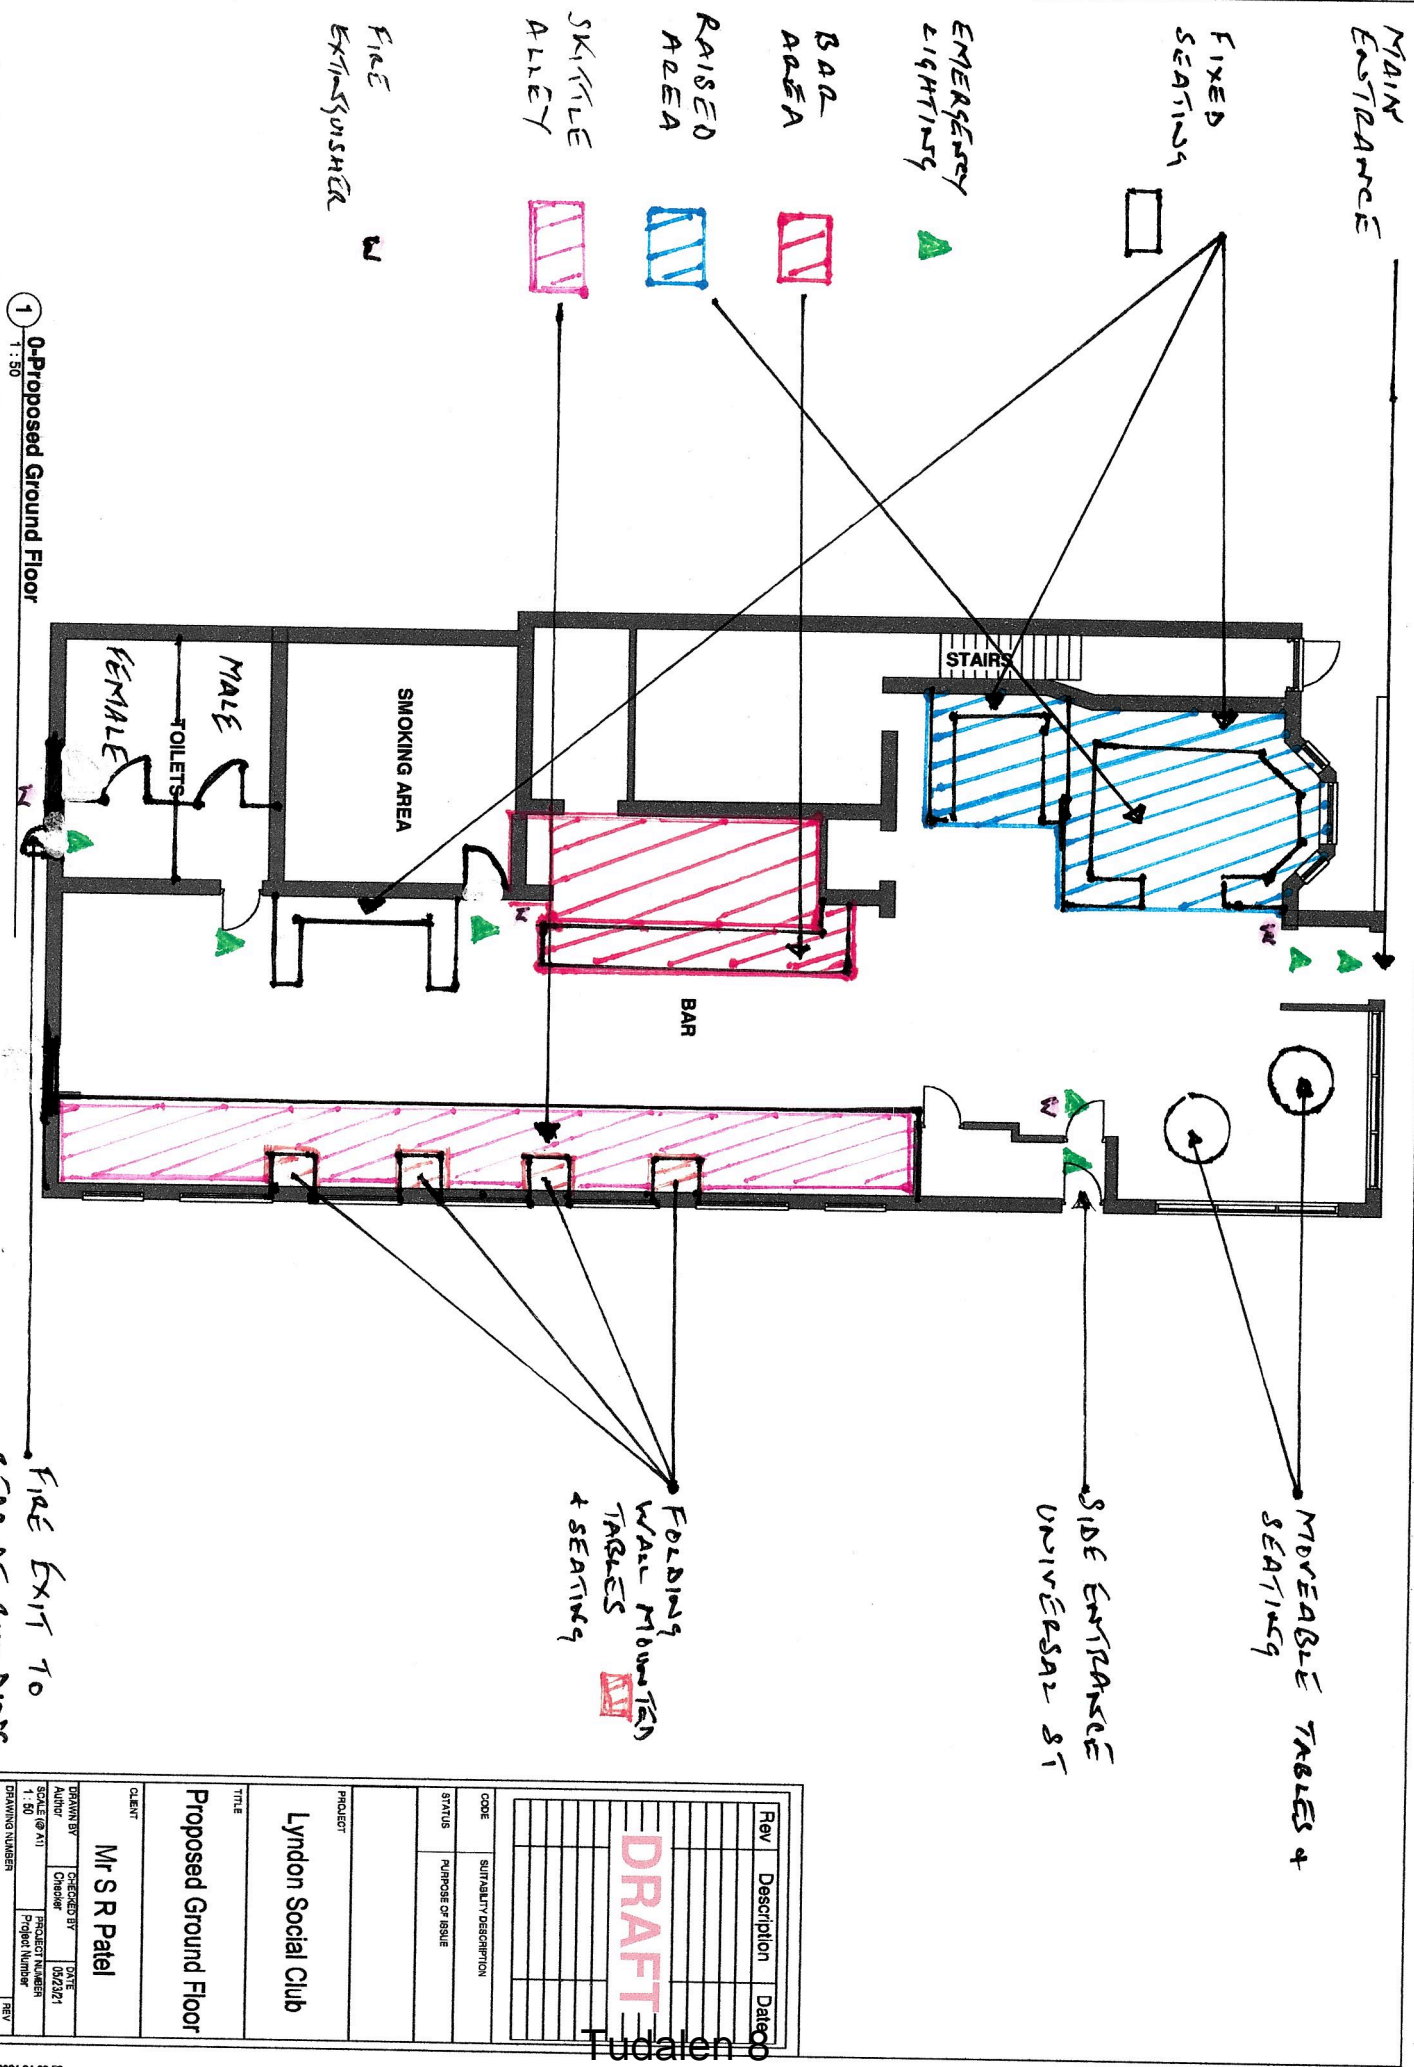 MAIN
ENTRANCE
FIXED
SEATING
EMERGENCY
LIGHTING
BAR
AREA
RAISED
AREA
SKITTLE
ALLEY
FIRE
EXTINGUISHER
W
1
0-Proposed Ground Floor
1 : 50
STAIRS
SMOKING AREA
MALE
FEMALE
TOILETS
BAR
W
W
W
W
MOVEABLE TABLES &
SEATING
SIDE ENTRANCE
UNIVERSAL ST
FOLDING
WALL MOUNTED
TABLES
& SEATING
FIRE EXIT TO
Rev
Description
Date
DRAFT
CODE
SUITABILITY DESCRIPTION
STATUS
PURPOSE OF ISSUE
PROJECT
Lyndon Social Club
TITLE
Proposed Ground Floor
CLIENT
Mr S R Patel
DRAWN BY
Author
CHECKED BY
Checker
DATE
05/23/21
SCALE (@ A1)
1 : 50
PROJECT NUMBER
Project Number
DRAWING NUMBER
REV
Tudalen 8